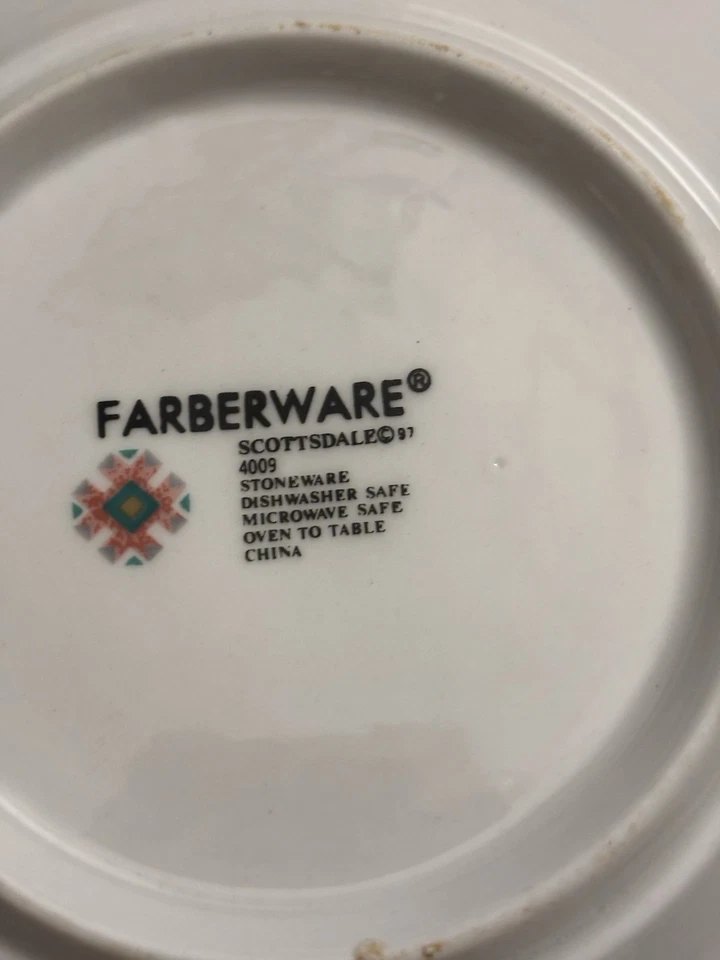 FARBERWARE®
SCOTTSDALE© 97
4009
STONEWARE
DISHWASHER SAFE
MICROWAVE SAFE
OVEN TO TABLE
CHINA